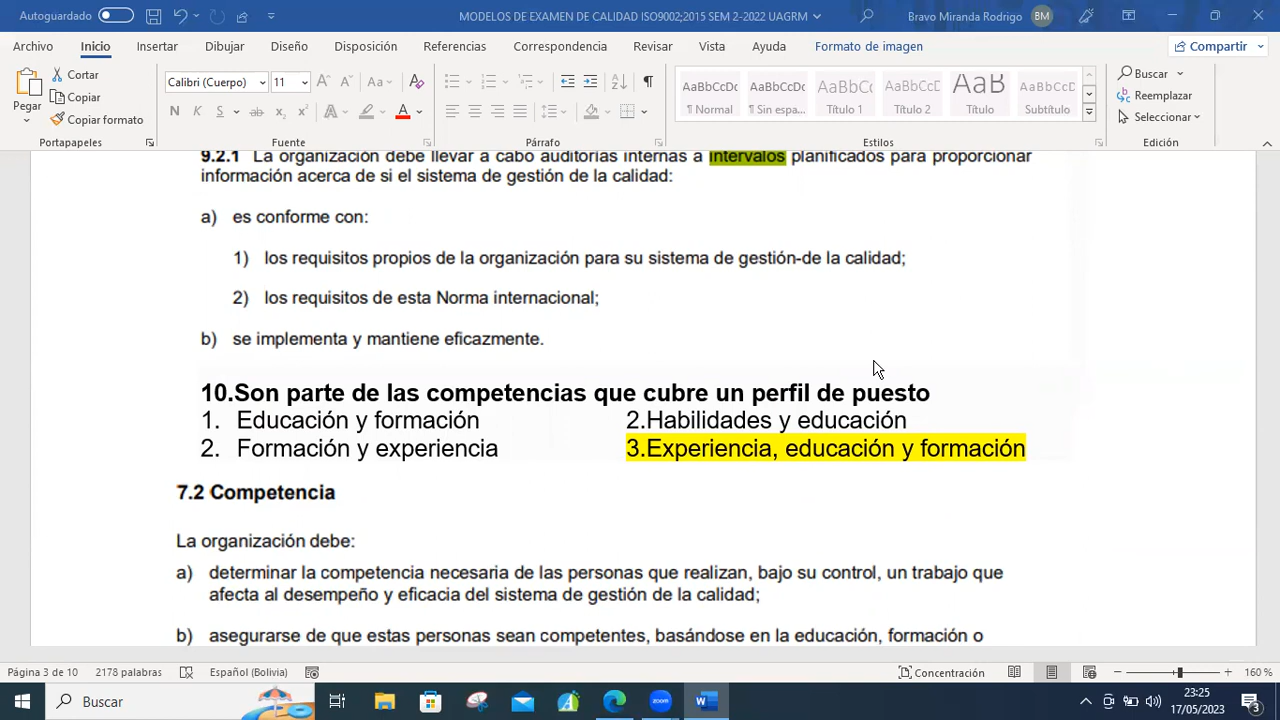 Autoguardado
MODELOS DE EXAMEN DE CALIDAD ISO9002;2015 SEM 2-2022 UAGRM
Bravo Miranda Rodrigo
BM
Archivo Inicio Insertar Dibujar Diseño Disposición Referencias Correspondencia Revisar Vista Ayuda Formato de imagen
Compartir
Pegar
Cortar
Copiar
Copiar formato
Portapapeles
Calibri (Cuerpo) 11
Fuente
Párrafo
AaBbCcDc AaBbCcDc AaBbCc AaBbCcD AaB AaBbCcD
¶ Normal ¶ Sin espa... Título 1 Título 2 Título Subtítulo
Estilos
Buscar
Reemplazar
Seleccionar
Edición
9.2.1 La organización debe llevar a cabo auditorías internas a intervalos planificados para proporcionar
información acerca de si el sistema de gestión de la calidad:
a) es conforme con:
1) los requisitos propios de la organización para su sistema de gestión-de la calidad;
2) los requisitos de esta Norma internacional;
b) se implementa y mantiene eficazmente.
10.Son parte de las competencias que cubre un perfil de puesto
1. Educación y formación 2.Habilidades y educación
2. Formación y experiencia 3.Experiencia, educación y formación
7.2 Competencia
La organización debe:
a) determinar la competencia necesaria de las personas que realizan, bajo su control, un trabajo que
afecta al desempeño y eficacia del sistema de gestión de la calidad;
b) asegurarse de que estas personas sean competentes, basándose en la educación, formación o
Página 3 de 10 2178 palabras Español (Bolivia) Concentración 160 %
Buscar
zoom
23:25
17/05/2023
3